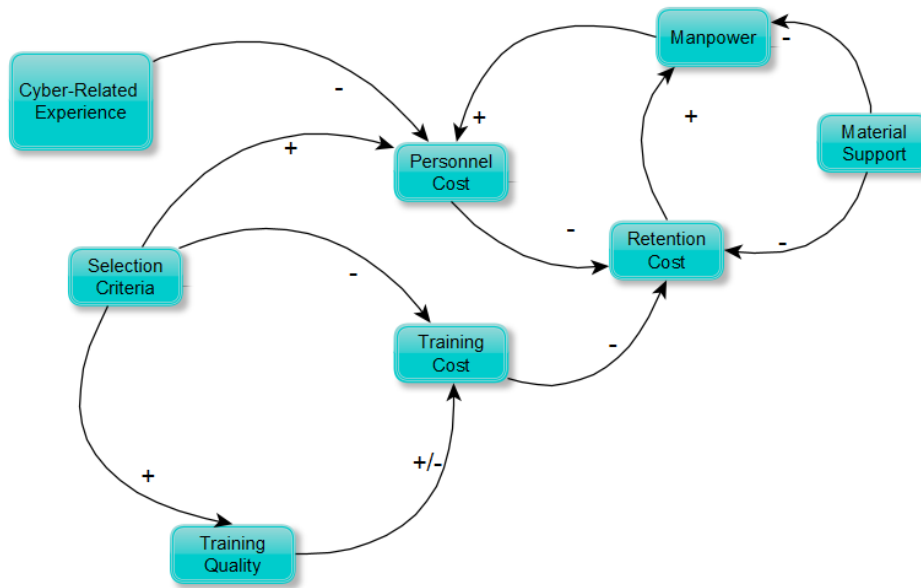 Manpower
-
Cyber-Related
Experience
-
+
+
Material
Support
+
Personnel
Cost
-
Retention
Cost
-
Selection
Criteria
-
Training
Cost
-
+/-
+
Training
Quality